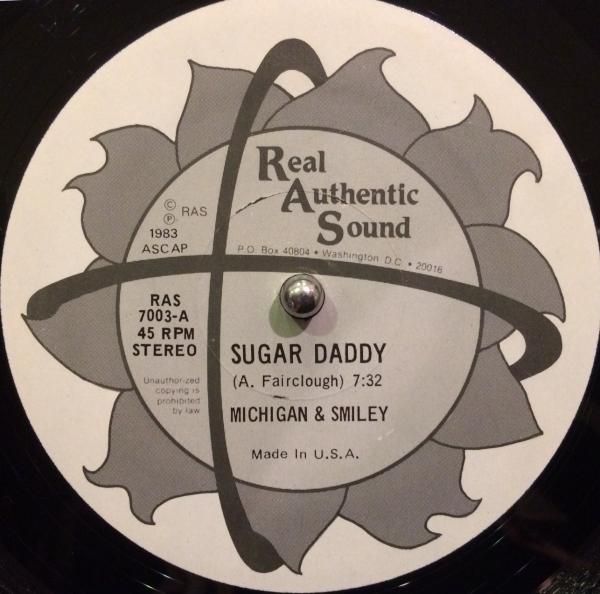 Real
Authentic
Sound
P.O. Box 40804 • Washington D.C. • 20016
© RAS
℗
1983
ASCAP
RAS
7003-A
45 RPM
STEREO
Unauthorized
copying is
prohibited
by law
SUGAR DADDY
(A. Fairclough) 7:32
MICHIGAN & SMILEY
Made In U.S.A.